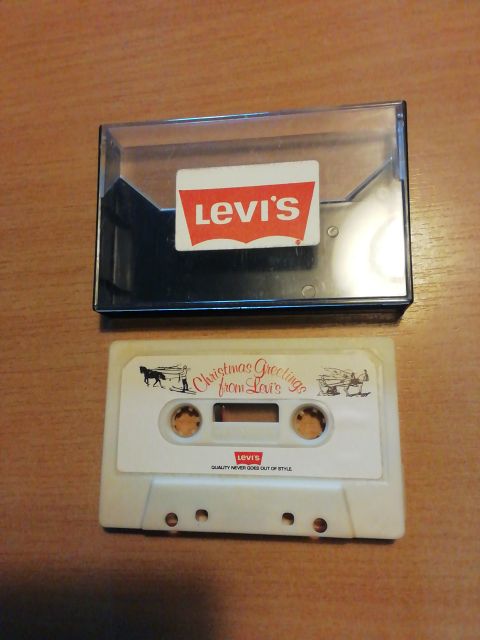 Levi's
Christmas Greetings
from Levi's
Levi's
QUALITY NEVER GOES OUT OF STYLE.